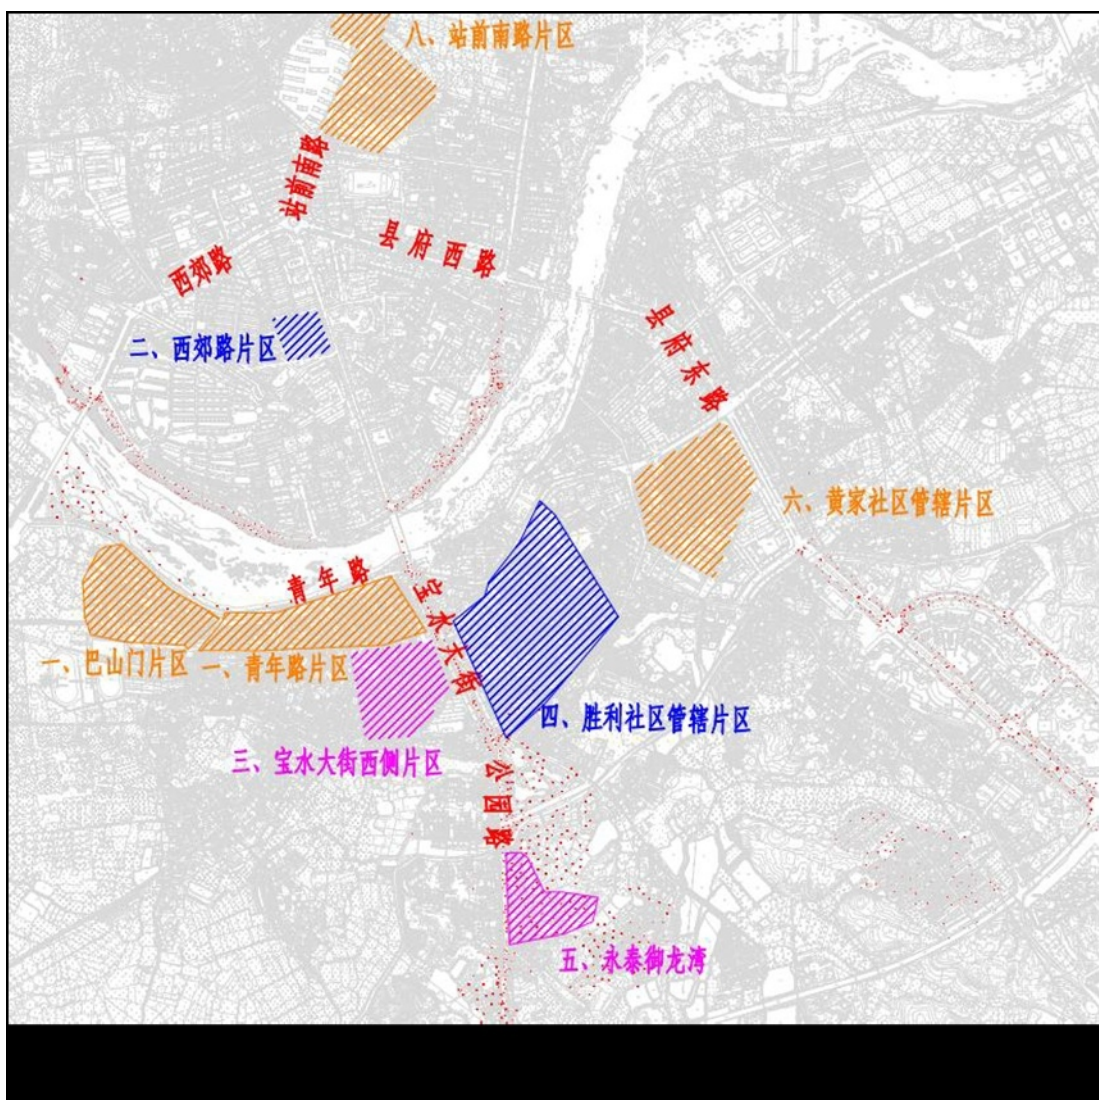 八、站前南路片区
站前南路
县府西路
西郊路
县府东路
二、西郊路片区
六、黄家社区管辖片区
青年路
宝水大街
一、巴山门片区
一、青年路片区
四、胜利社区管辖片区
三、宝水大街西侧片区
公园路
五、永泰御龙湾